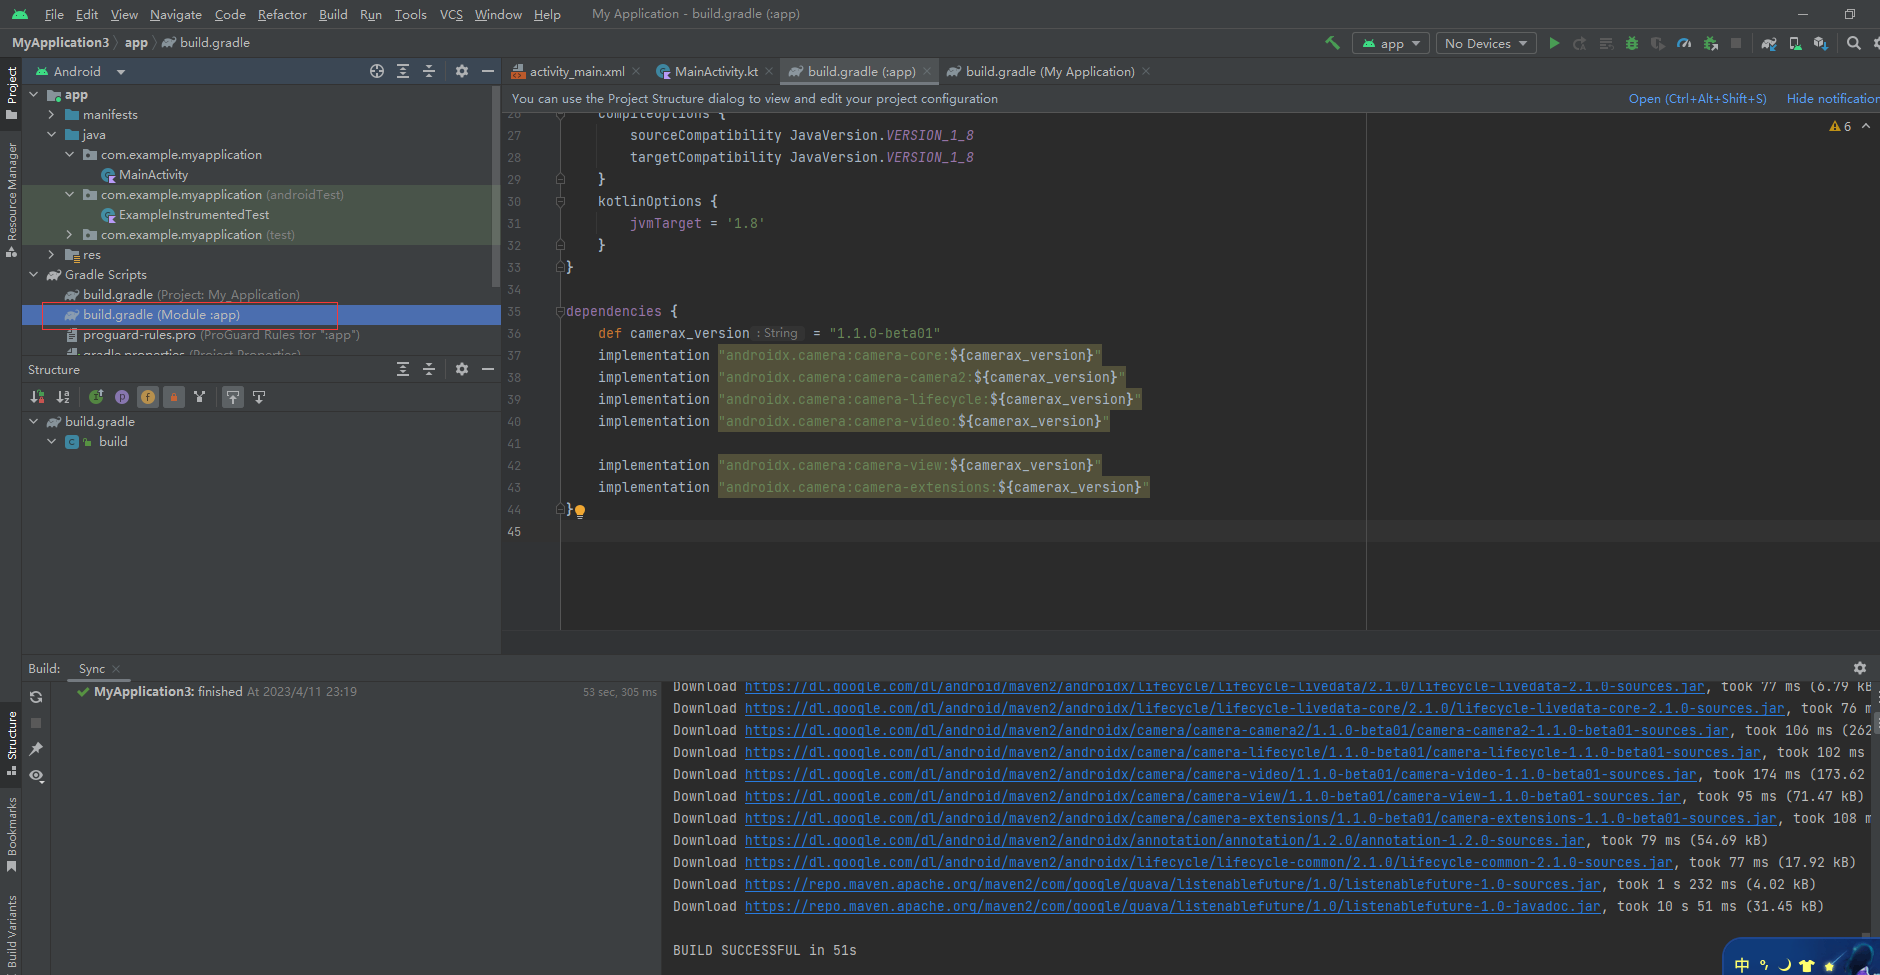 File Edit View Navigate Code Refactor Build Run Tools VCS Window Help My Application - build.gradle (:app)
MyApplication3 app build.gradle
app No Devices
Project
Resource Manager
Structure
Bookmarks
Build Variants
Android
app
manifests
java
com.example.myapplication
MainActivity
com.example.myapplication (androidTest)
ExampleInstrumentedTest
com.example.myapplication (test)
res
Gradle Scripts
build.gradle (Project: My_Application)
build.gradle (Module :app)
proguard-rules.pro (ProGuard Rules for ":app")
gradle.properties (Project Properties)
Structure
build.gradle
build
activity_main.xml MainActivity.kt build.gradle (:app) build.gradle (My Application)
You can use the Project Structure dialog to view and edit your project configuration Open (Ctrl+Alt+Shift+S) Hide notification
6
26 compileOptions {
27 sourceCompatibility JavaVersion.VERSION_1_8
28 targetCompatibility JavaVersion.VERSION_1_8
29 }
30 kotlinOptions {
31 jvmTarget = '1.8'
32 }
33 }
34
35 dependencies {
36 def camerax_version : String = "1.1.0-beta01"
37 implementation "androidx.camera:camera-core:${camerax_version}"
38 implementation "androidx.camera:camera-camera2:${camerax_version}"
39 implementation "androidx.camera:camera-lifecycle:${camerax_version}"
40 implementation "androidx.camera:camera-video:${camerax_version}"
41
42 implementation "androidx.camera:camera-view:${camerax_version}"
43 implementation "androidx.camera:camera-extensions:${camerax_version}"
44 }
45
Build: Sync
MyApplication3: finished At 2023/4/11 23:19 53 sec, 305 ms
Download https://dl.google.com/dl/android/maven2/androidx/lifecycle/lifecycle-livedata/2.1.0/lifecycle-livedata-2.1.0-sources.jar, took 77 ms (6.79 kB
Download https://dl.google.com/dl/android/maven2/androidx/lifecycle/lifecycle-livedata-core/2.1.0/lifecycle-livedata-core-2.1.0-sources.jar, took 76 m
Download https://dl.google.com/dl/android/maven2/androidx/camera/camera-camera2/1.1.0-beta01/camera-camera2-1.1.0-beta01-sources.jar, took 106 ms (262
Download https://dl.google.com/dl/android/maven2/androidx/camera/camera-lifecycle/1.1.0-beta01/camera-lifecycle-1.1.0-beta01-sources.jar, took 102 ms
Download https://dl.google.com/dl/android/maven2/androidx/camera/camera-video/1.1.0-beta01/camera-video-1.1.0-beta01-sources.jar, took 174 ms (173.62
Download https://dl.google.com/dl/android/maven2/androidx/camera/camera-view/1.1.0-beta01/camera-view-1.1.0-beta01-sources.jar, took 95 ms (71.47 kB)
Download https://dl.google.com/dl/android/maven2/androidx/camera/camera-extensions/1.1.0-beta01/camera-extensions-1.1.0-beta01-sources.jar, took 108 m
Download https://dl.google.com/dl/android/maven2/androidx/annotation/annotation/1.2.0/annotation-1.2.0-sources.jar, took 79 ms (54.69 kB)
Download https://dl.google.com/dl/android/maven2/androidx/lifecycle/lifecycle-common/2.1.0/lifecycle-common-2.1.0-sources.jar, took 77 ms (17.92 kB)
Download https://repo.maven.apache.org/maven2/com/google/guava/listenablefuture/1.0/listenablefuture-1.0-sources.jar, took 1 s 232 ms (4.02 kB)
Download https://repo.maven.apache.org/maven2/com/google/guava/listenablefuture/1.0/listenablefuture-1.0-javadoc.jar, took 10 s 51 ms (31.45 kB)
BUILD SUCCESSFUL in 51s
中